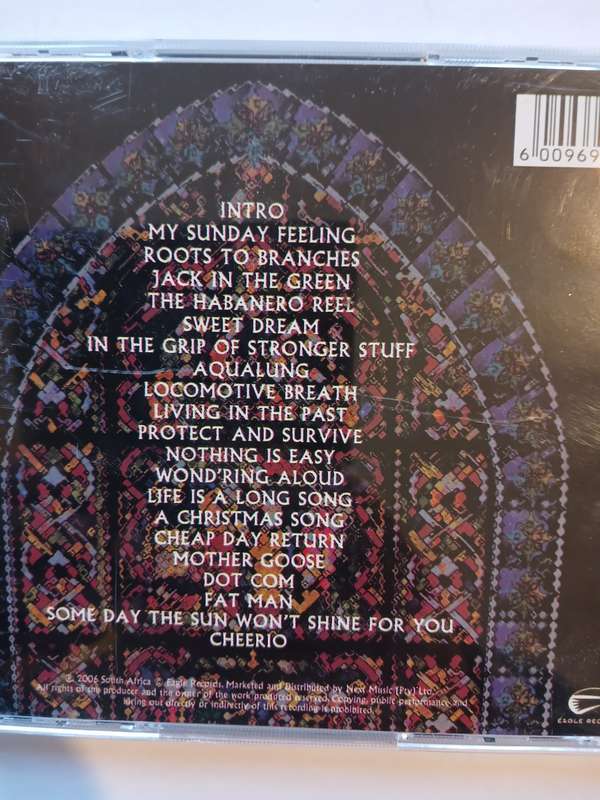 6 00969
INTRO
MY SUNDAY FEELING
ROOTS TO BRANCHES
JACK IN THE GREEN
THE HABANERO REEL
SWEET DREAM
IN THE GRIP OF STRONGER STUFF
AQUALUNG
LOCOMOTIVE BREATH
LIVING IN THE PAST
PROTECT AND SURVIVE
NOTHING IS EASY
WOND'RING ALOUD
LIFE IS A LONG SONG
A CHRISTMAS SONG
CHEAP DAY RETURN
MOTHER GOOSE
DOT COM
FAT MAN
SOME DAY THE SUN WON'T SHINE FOR YOU
CHEERIO
℗ 2006 South Africa © Eagle Records. Marketed and Distributed by Next Music (Pty) Ltd.
All rights of the producer and the owner of the work produced reserved. Copying, public performance and
hiring out directly or indirectly of this recording is prohibited.
EAGLE REC